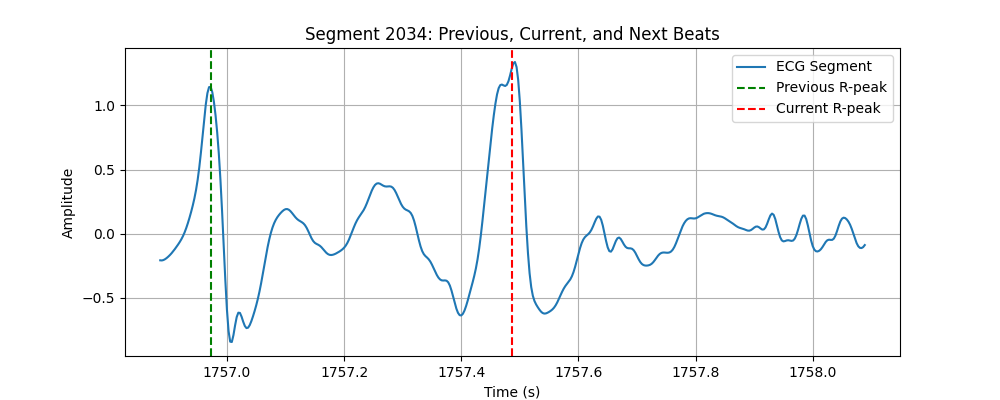 Segment 2034: Previous, Current, and Next Beats
ECG Segment
Previous R-peak
Current R-peak
Amplitude
1.0
0.5
0.0
−0.5
1757.0 1757.2 1757.4 1757.6 1757.8 1758.0
Time (s)